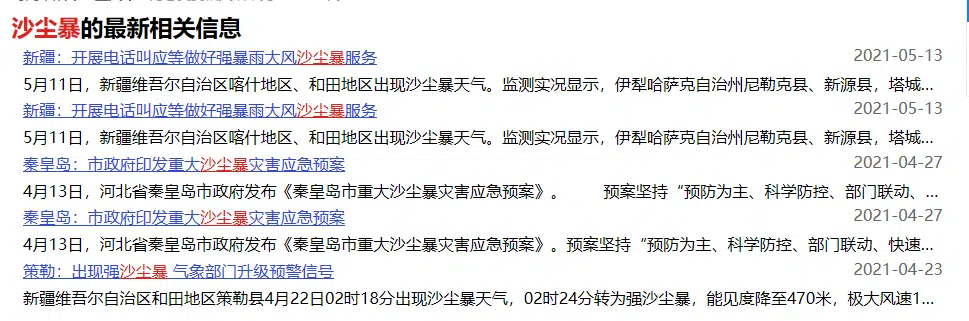 沙尘暴的最新相关信息
新疆：开展电话叫应等做好强暴雨大风沙尘暴服务 2021-05-13
5月11日，新疆维吾尔自治区喀什地区、和田地区出现沙尘暴天气。监测实况显示，伊犁哈萨克自治州尼勒克县、新源县，塔城...
新疆：开展电话叫应等做好强暴雨大风沙尘暴服务 2021-05-13
5月11日，新疆维吾尔自治区喀什地区、和田地区出现沙尘暴天气。监测实况显示，伊犁哈萨克自治州尼勒克县、新源县，塔城...
秦皇岛：市政府印发重大沙尘暴灾害应急预案 2021-04-27
4月13日，河北省秦皇岛市政府发布《秦皇岛市重大沙尘暴灾害应急预案》。 预案坚持“预防为主、科学防控、部门联动、...
秦皇岛：市政府印发重大沙尘暴灾害应急预案 2021-04-27
4月13日，河北省秦皇岛市政府发布《秦皇岛市重大沙尘暴灾害应急预案》。预案坚持“预防为主、科学防控、部门联动、快速...
策勒：出现强沙尘暴 气象部门升级预警信号 2021-04-23
新疆维吾尔自治区和田地区策勒县4月22日02时18分出现沙尘暴天气，02时24分转为强沙尘暴，能见度降至470米，极大风速1...